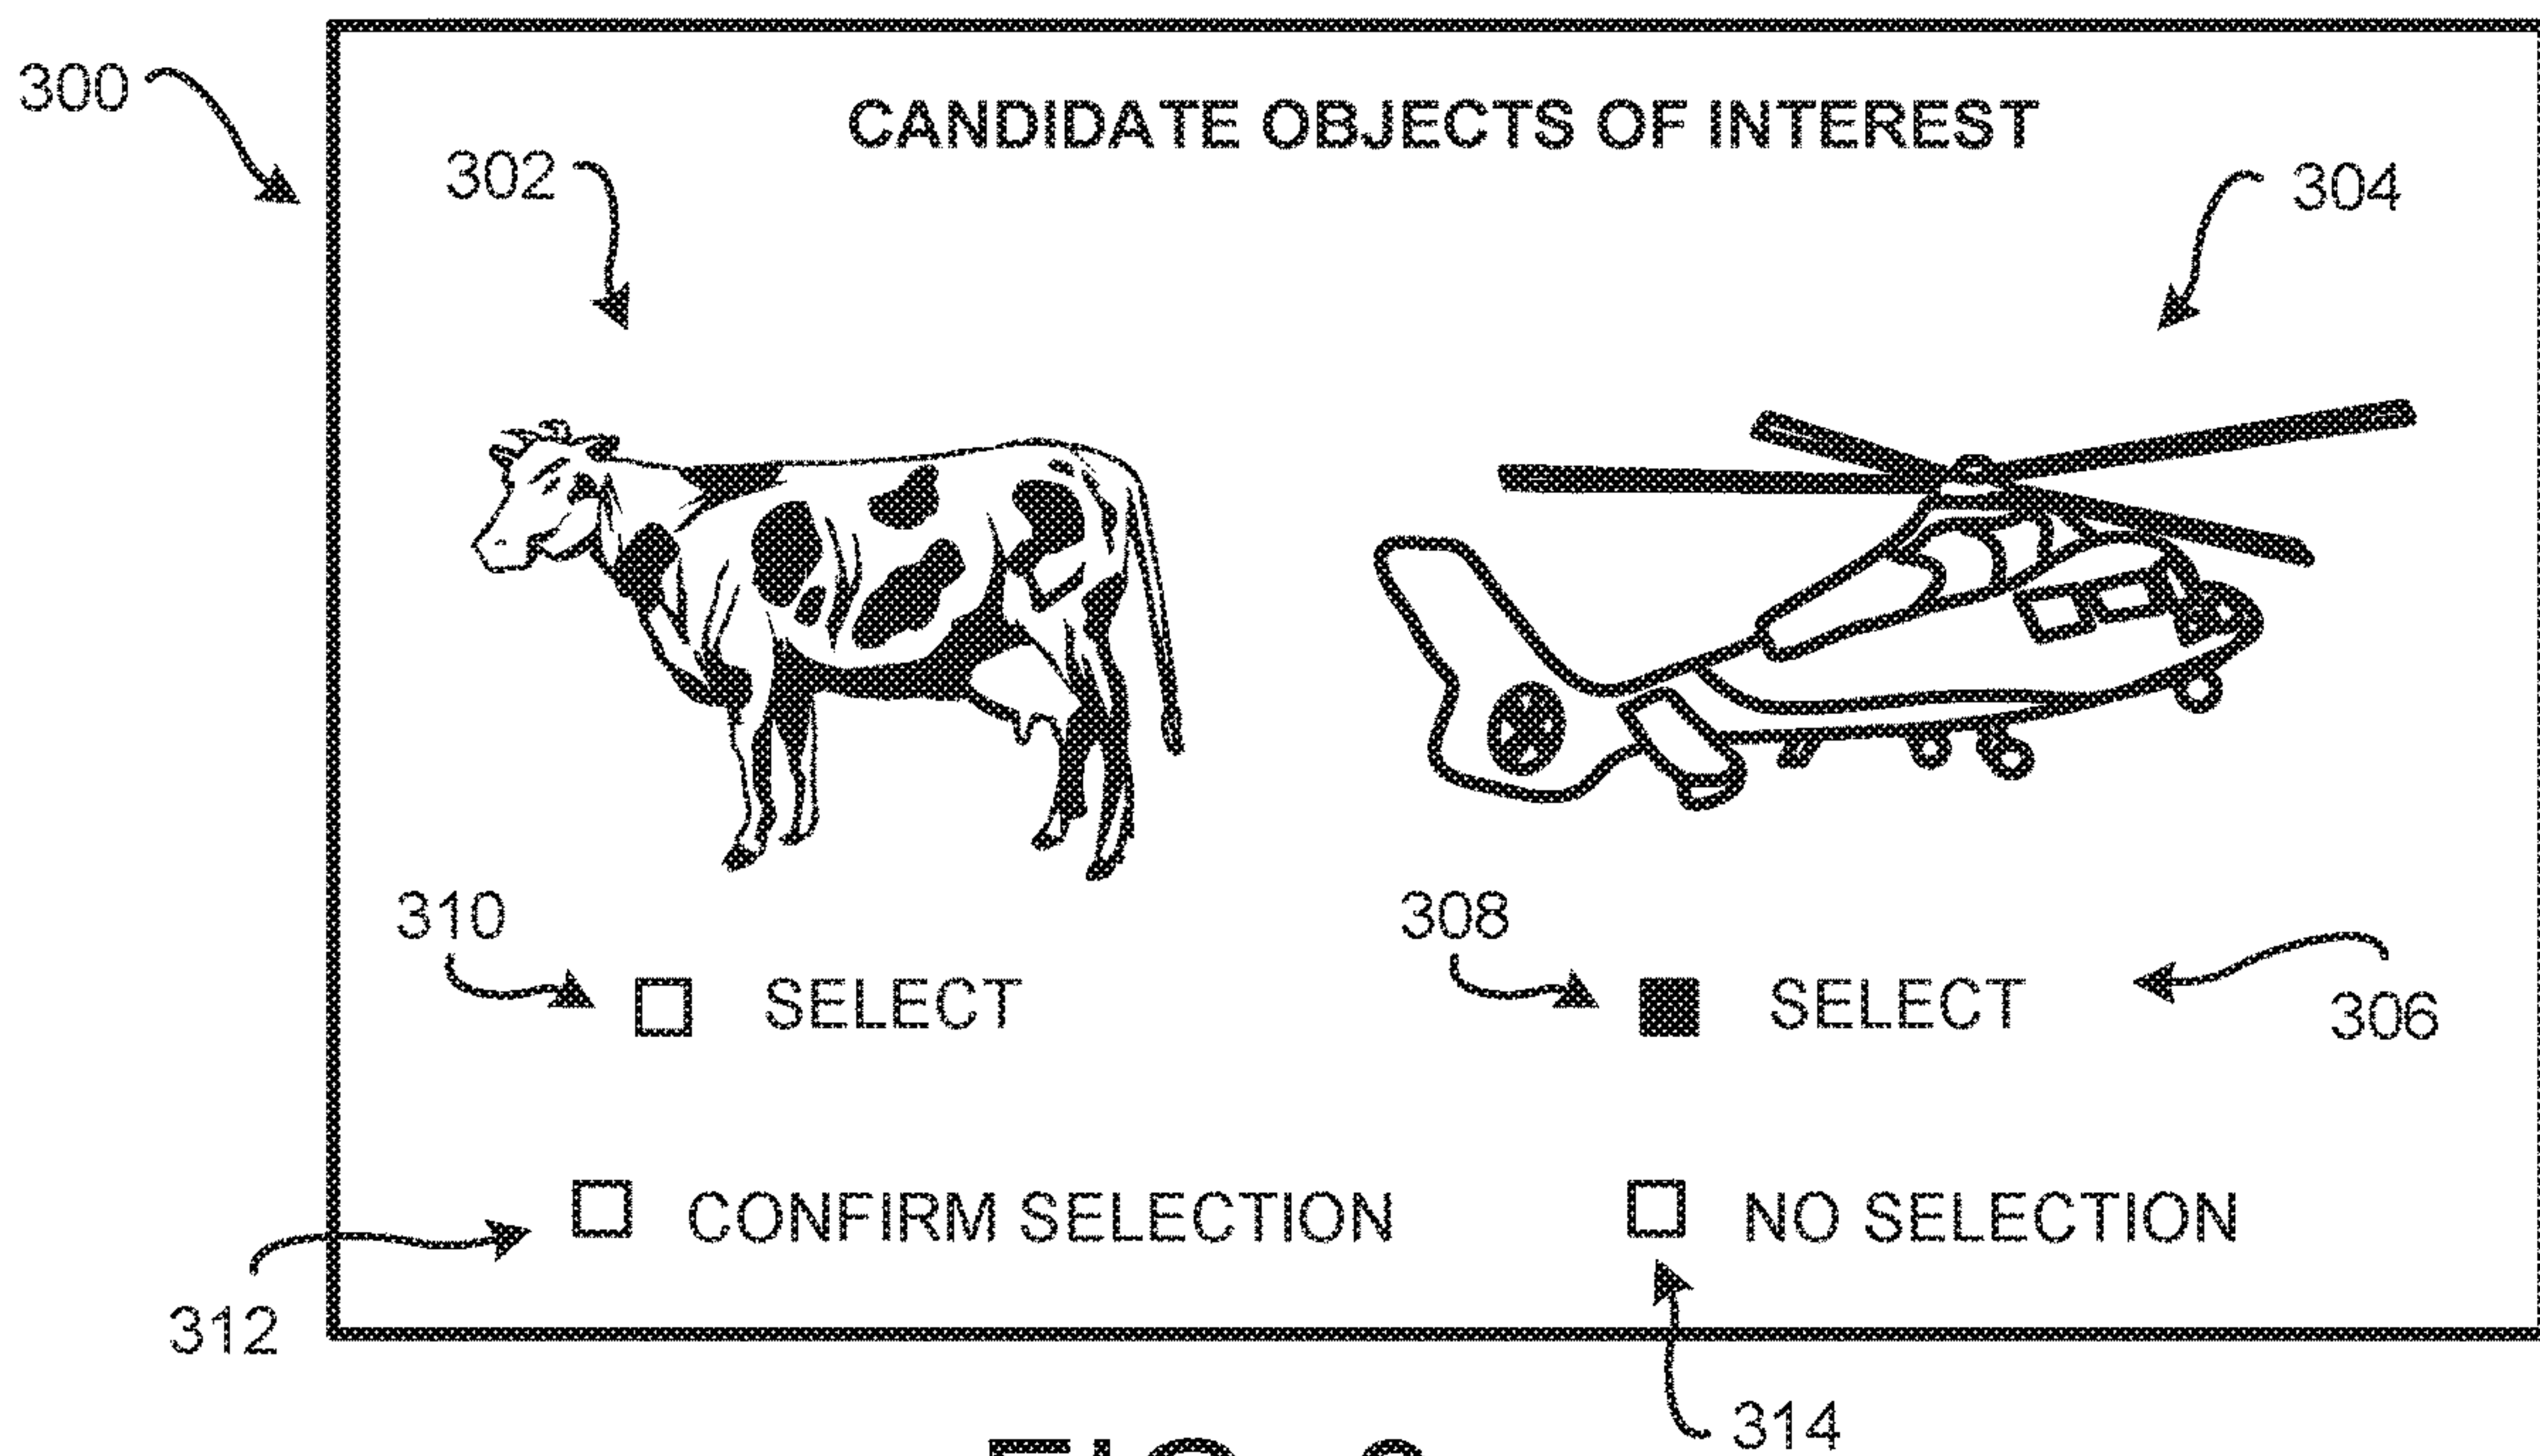 300
CANDIDATE OBJECTS OF INTEREST
302
304
310
308
SELECT
SELECT
306
CONFIRM SELECTION
NO SELECTION
312
314